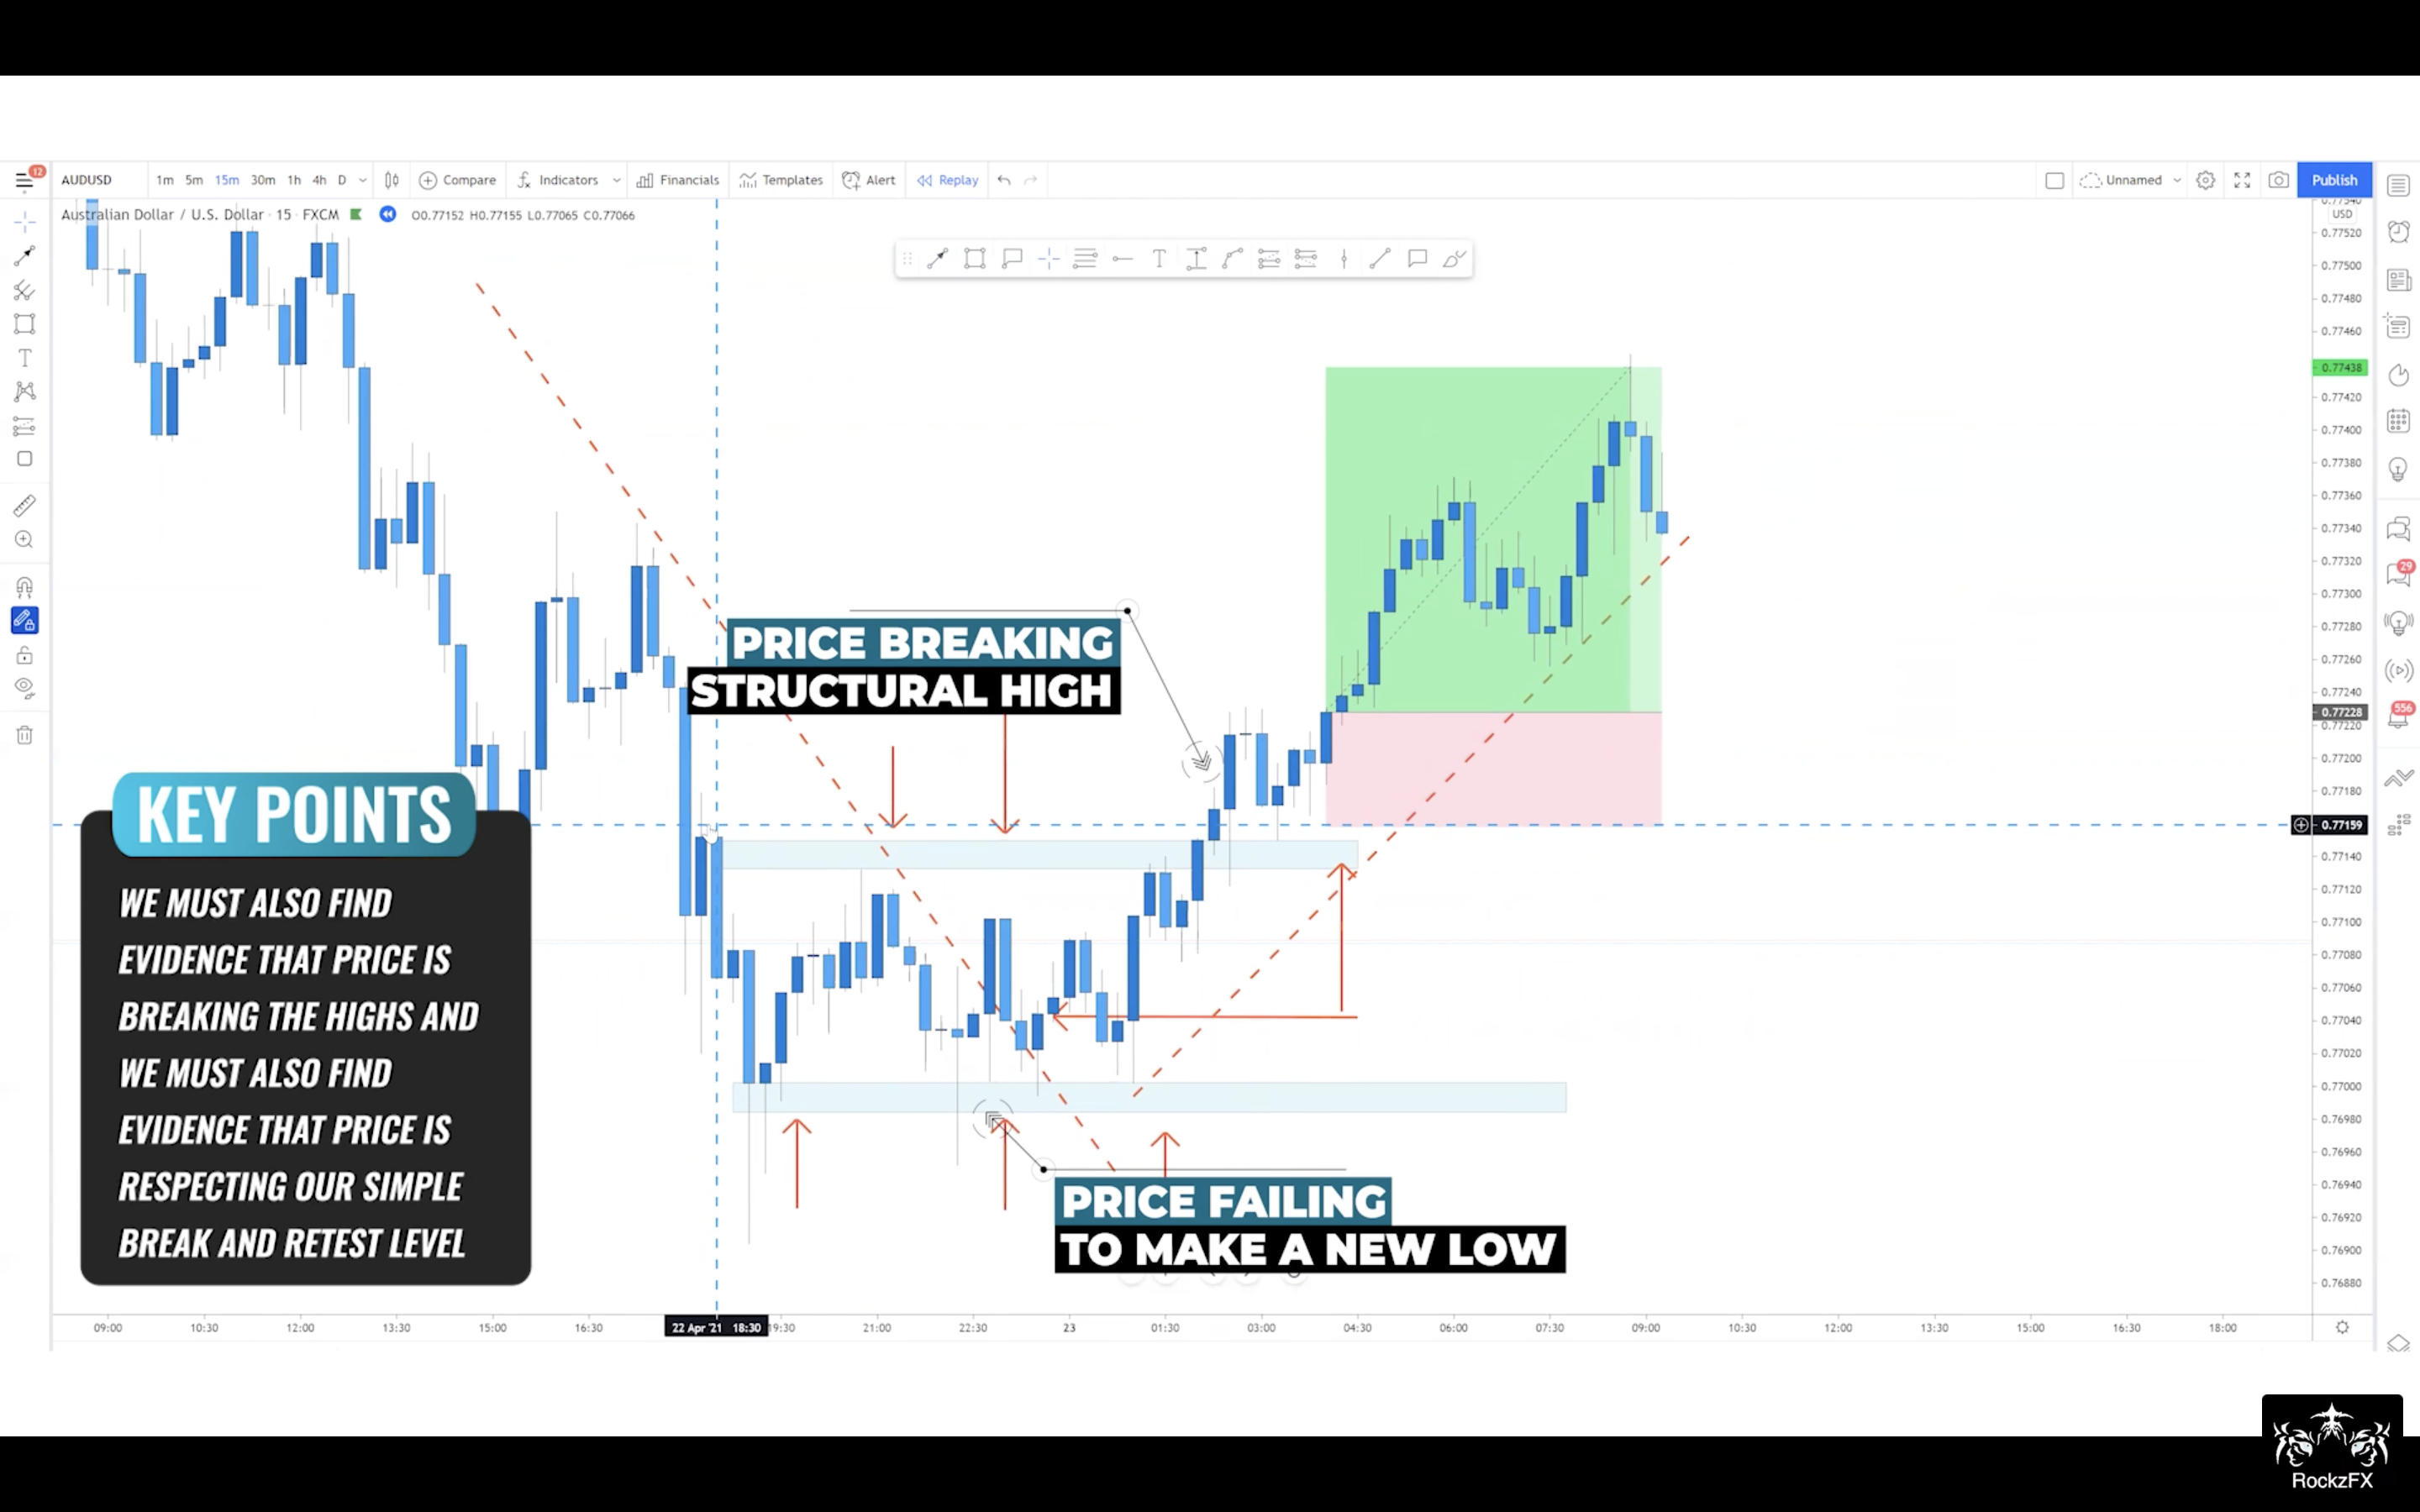 12
AUDUSD 1m 5m 15m 30m 1h 4h D Compare Indicators Financials Templates Alert Replay Unnamed Publish
Australian Dollar / U.S. Dollar · 15 · FXCM O0.77152 H0.77155 L0.77065 C0.77066
0.77540
USD
0.77520
0.77500
0.77480
0.77460
0.77438
0.77420
0.77400
0.77380
0.77360
0.77340
0.77320
0.77300
0.77280
0.77260
0.77240
0.77228
0.77220
0.77200
0.77180
0.77159
0.77140
0.77120
0.77100
0.77080
0.77060
0.77040
0.77020
0.77000
0.76980
0.76960
0.76940
0.76920
0.76900
0.76880
29
556
PRICE BREAKING
STRUCTURAL HIGH
KEY POINTS
WE MUST ALSO FIND
EVIDENCE THAT PRICE IS
BREAKING THE HIGHS AND
WE MUST ALSO FIND
EVIDENCE THAT PRICE IS
RESPECTING OUR SIMPLE
BREAK AND RETEST LEVEL
PRICE FAILING
TO MAKE A NEW LOW
09:00 10:30 12:00 13:30 15:00 16:30 22 Apr '21 18:30 19:30 21:00 22:30 23 01:30 03:00 04:30 06:00 07:30 09:00 10:30 12:00 13:30 15:00 16:30 18:00
RockzFX